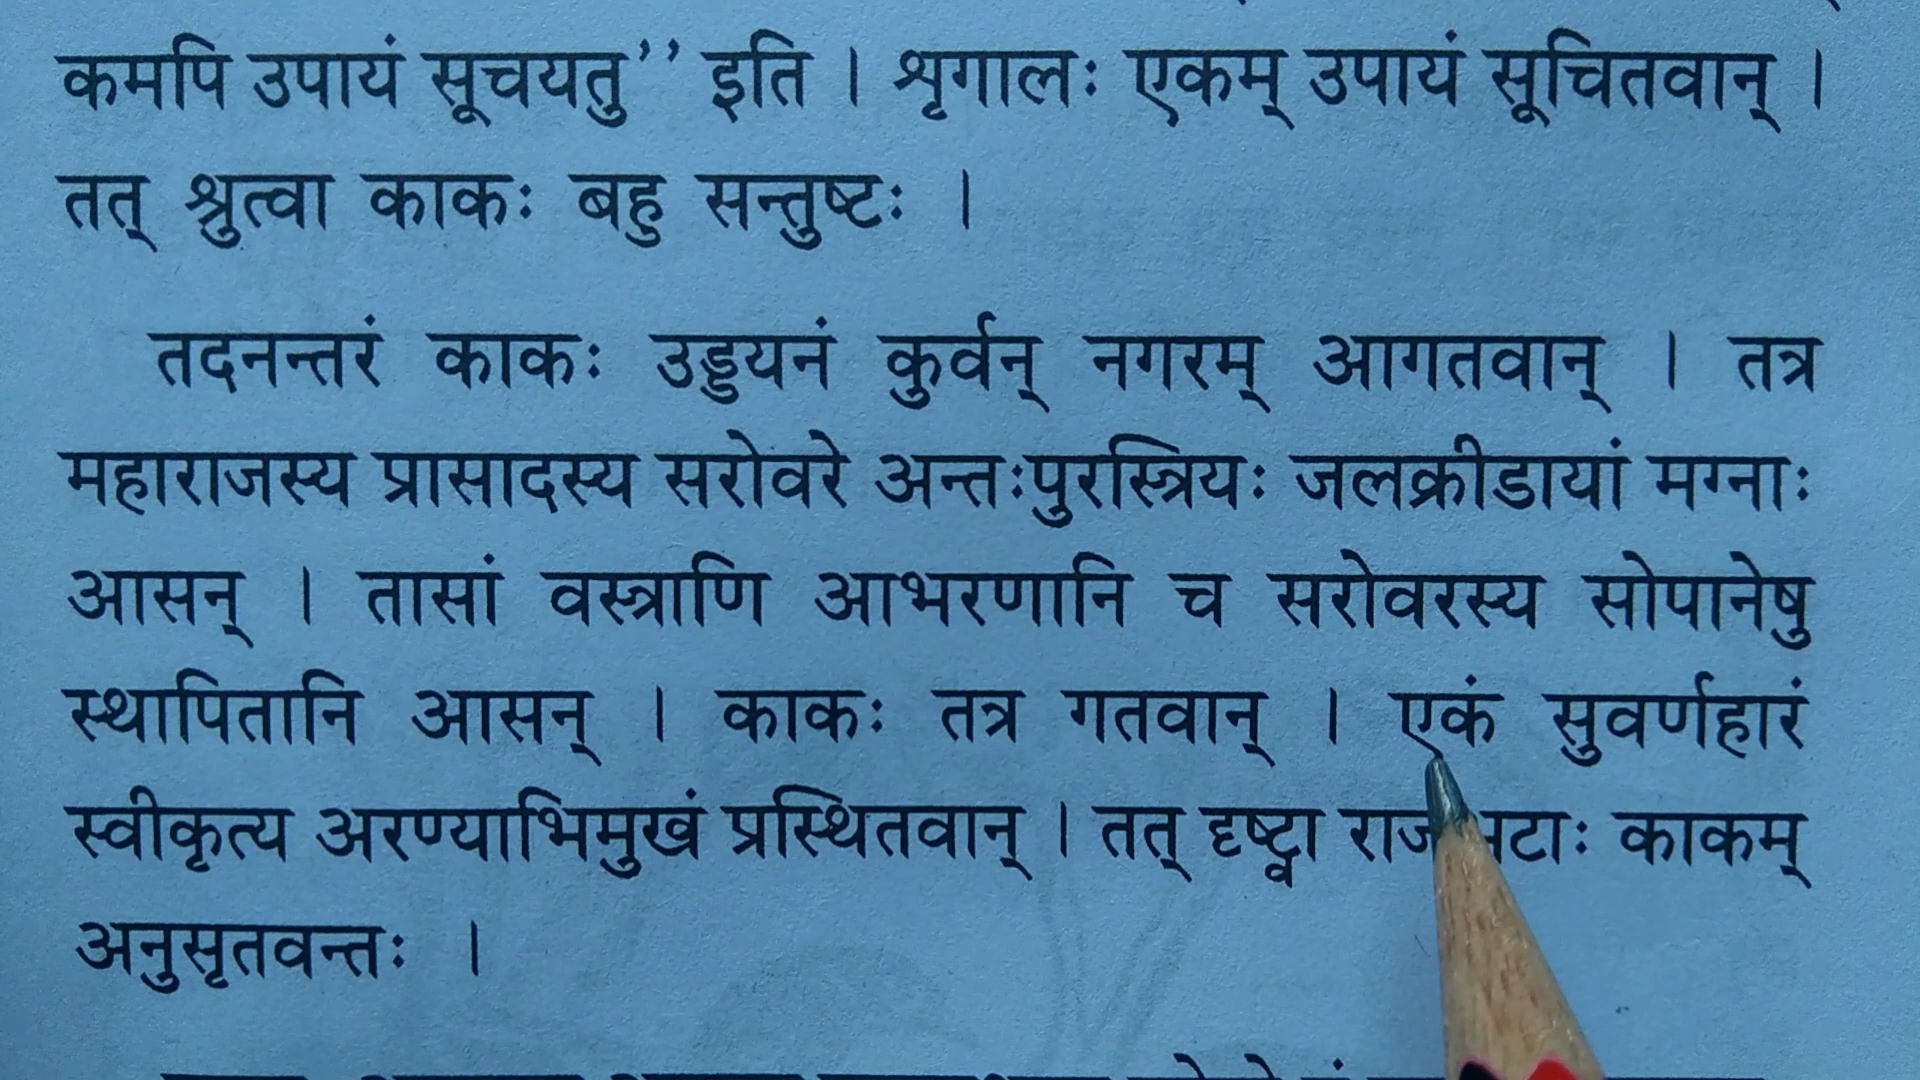 कमपि उपायं सूचयतु’’ इति । शृगालः एकम् उपायं सूचितवान् ।
तत् श्रुत्वा काकः बहु सन्तुष्टः ।
तदनन्तरं काकः उड्डयनं कुर्वन् नगरम् आगतवान् । तत्र
महाराजस्य प्रासादस्य सरोवरे अन्तःपुरस्त्रियः जलक्रीडायां मग्नाः
आसन् । तासां वस्त्राणि आभरणानि च सरोवरस्य सोपानेषु
स्थापितानि आसन् । काकः तत्र गतवान् । एकं सुवर्णहारं
स्वीकृत्य अरण्याभिमुखं प्रस्थितवान् । तत् दृष्ट्वा राजभटाः काकम्
अनुसृतवन्तः ।